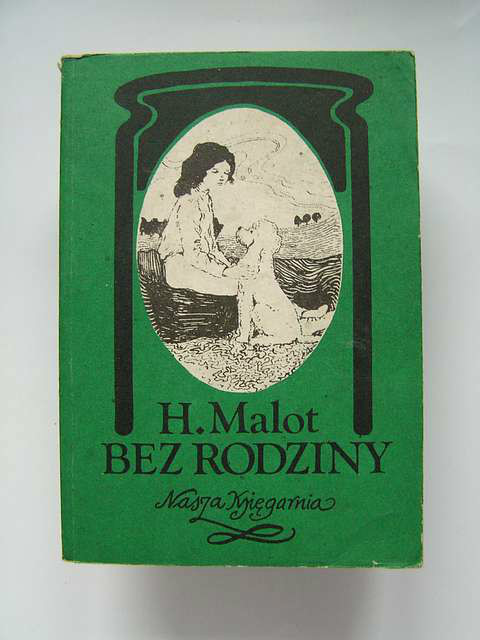 H. Malot
BEZ RODZINY
Nasza Księgarnia